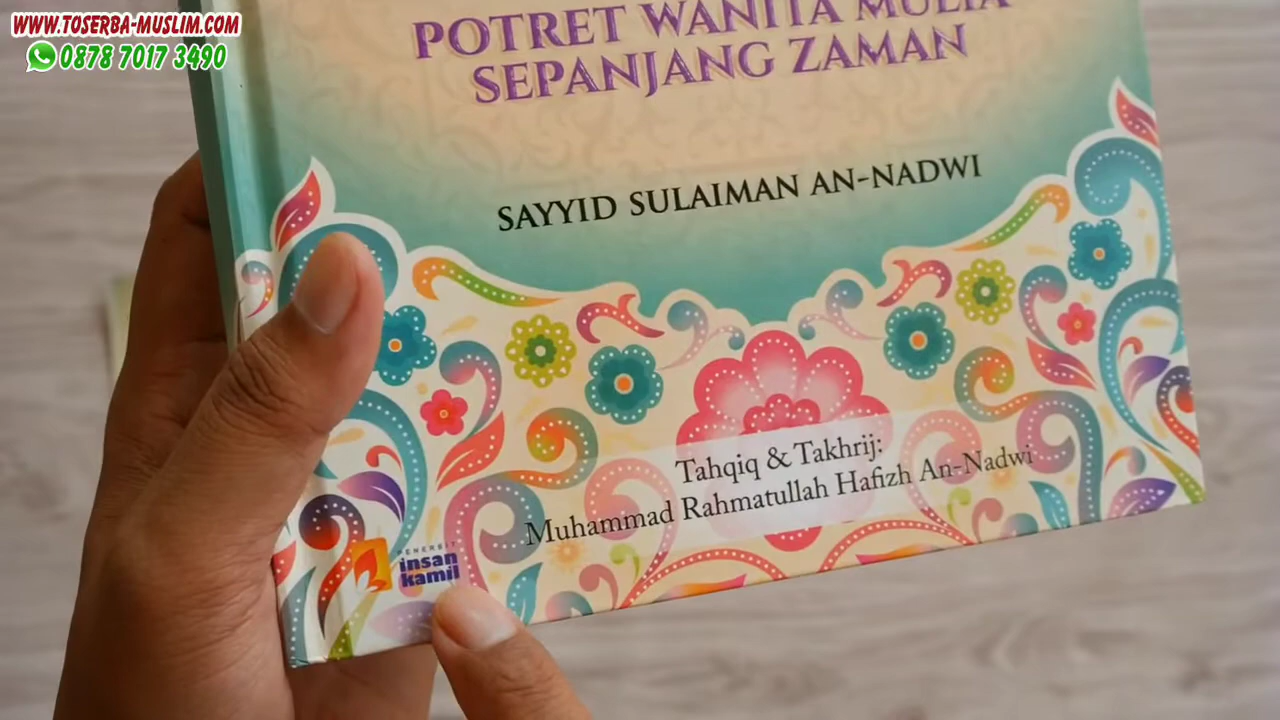 WWW.TOSERBA-MUSLIM.COM
0878 7017 3490
POTRET WANITA MULIA
SEPANJANG ZAMAN
SAYYID SULAIMAN AN-NADWI
Tahqiq & Takhrij:
Muhammad Rahmatullah Hafizh An-Nadwi
PENERBIT
insan
kamil